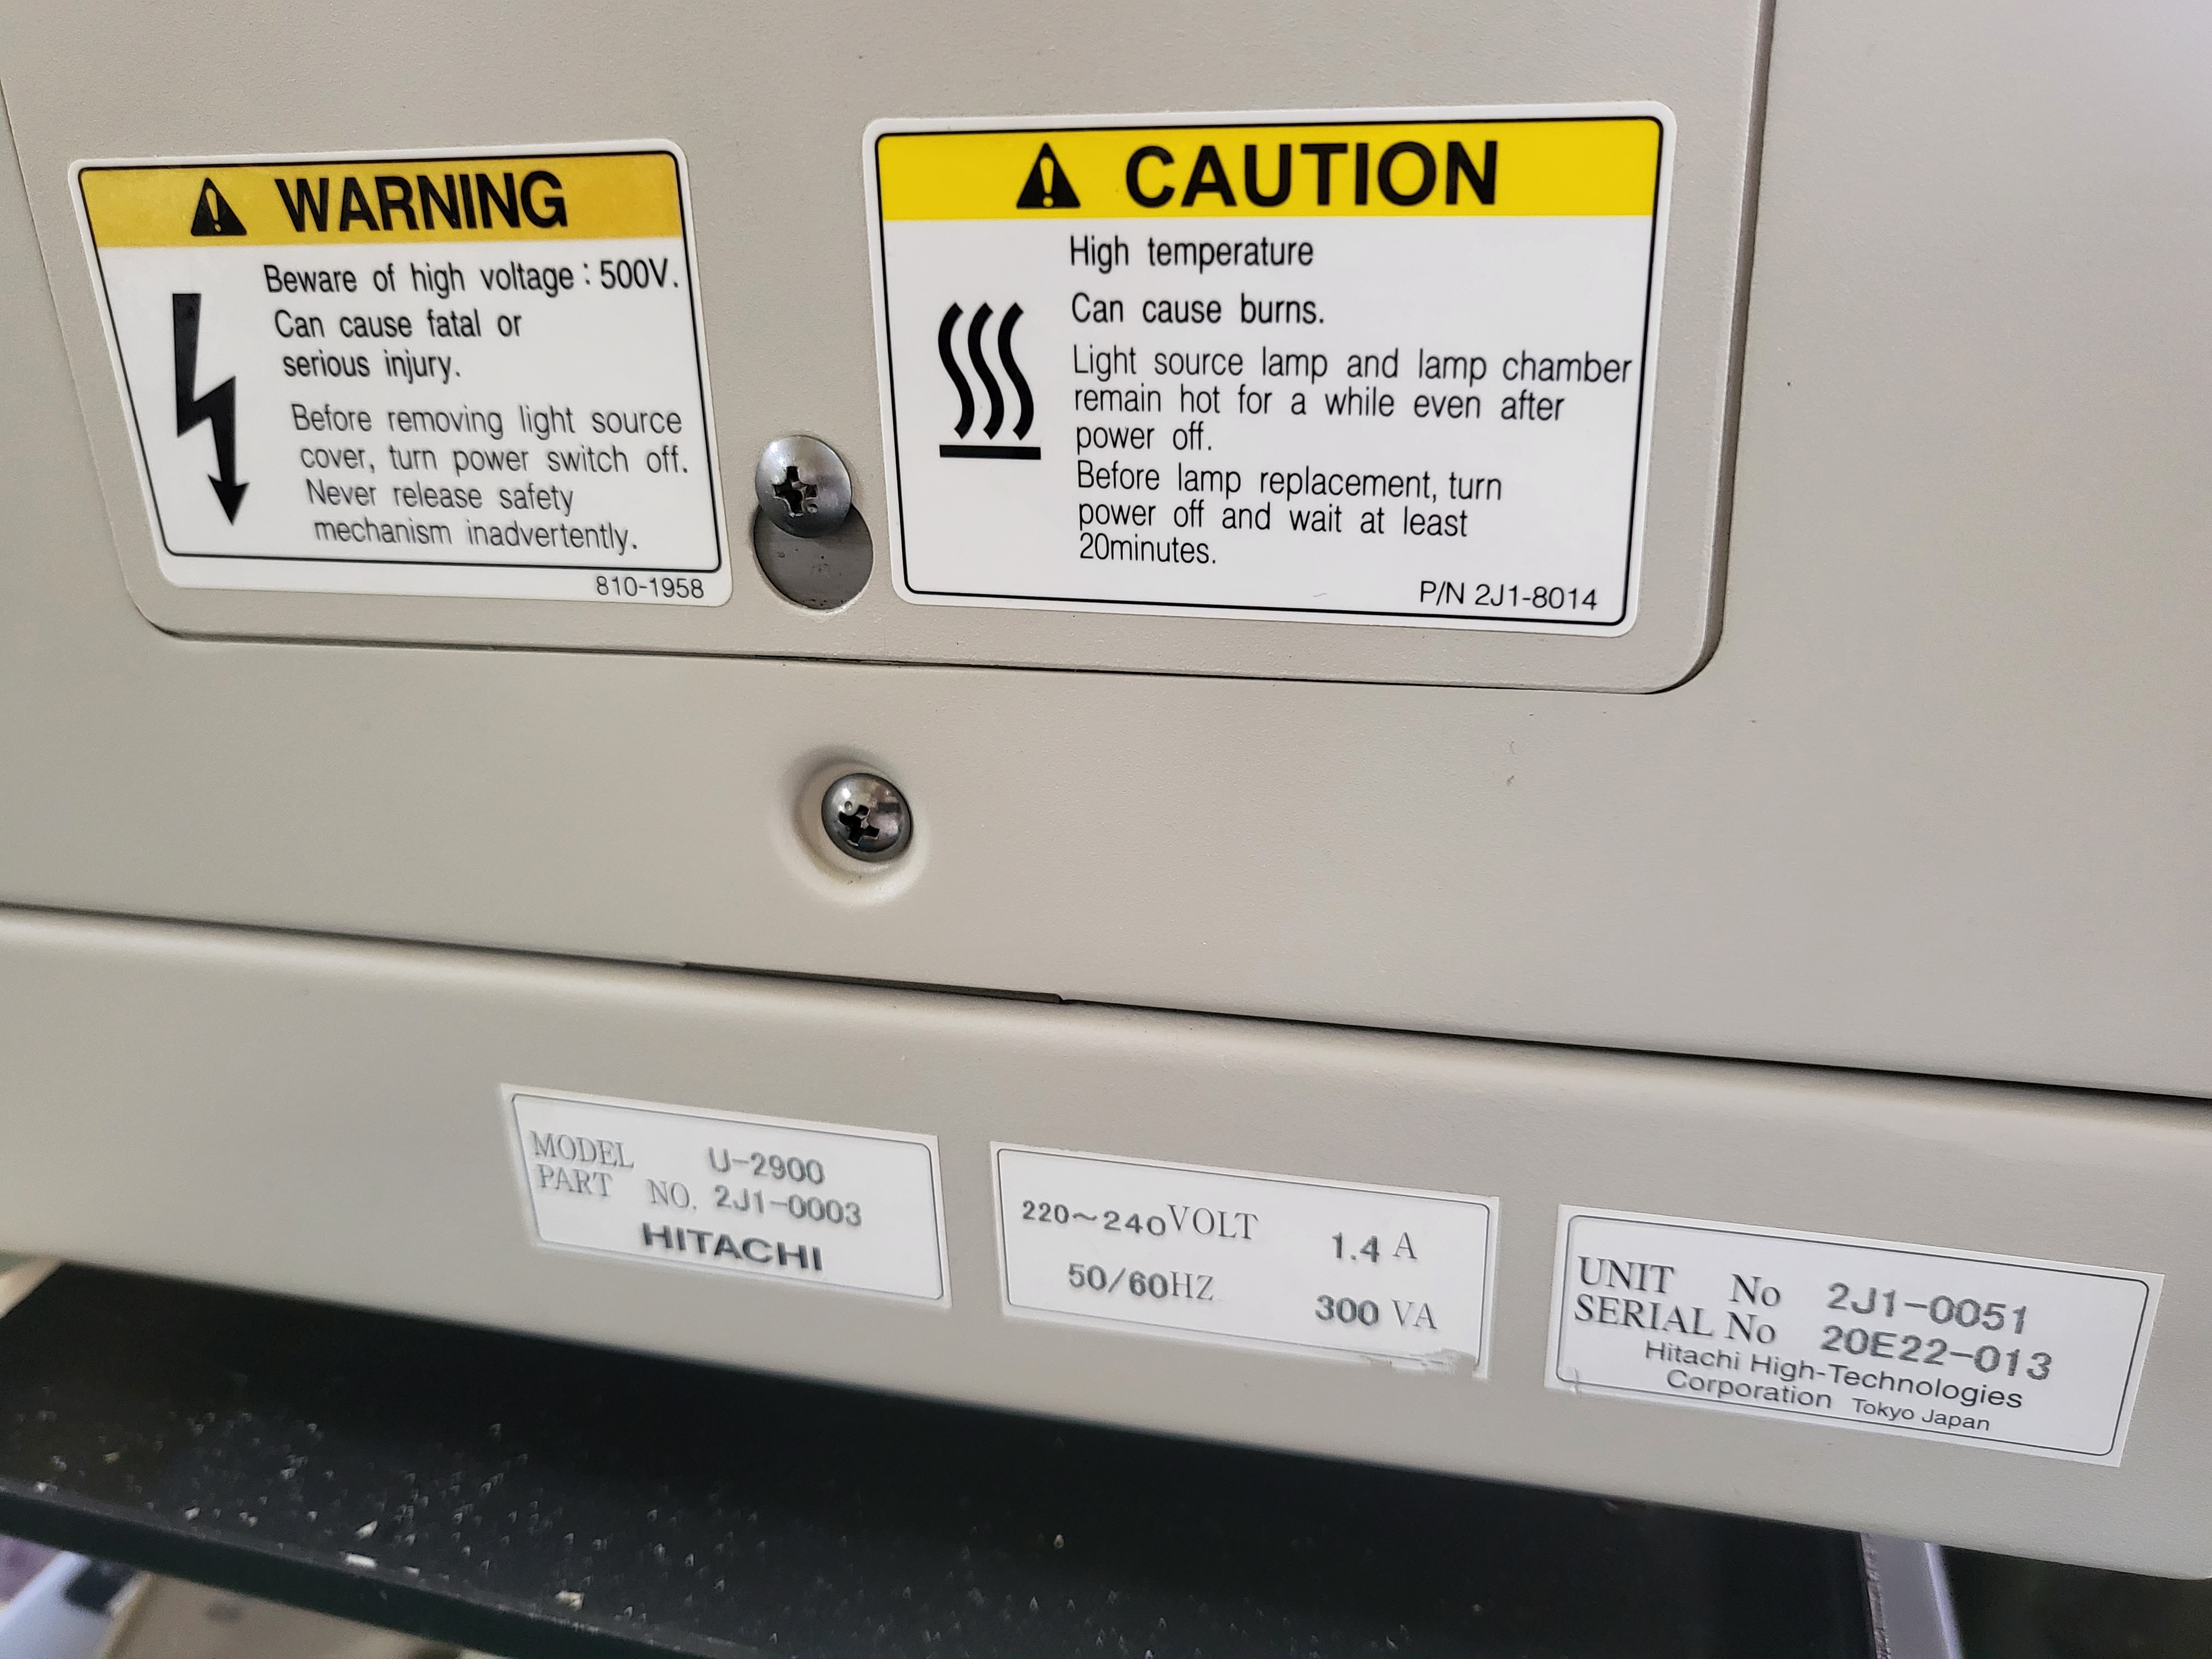 WARNING
Beware of high voltage : 500V.
Can cause fatal or
serious injury.
Before removing light source
cover, turn power switch off.
Never release safety
mechanism inadvertently.
810-1958
CAUTION
High temperature
Can cause burns.
Light source lamp and lamp chamber
remain hot for a while even after
power off.
Before lamp replacement, turn
power off and wait at least
20minutes.
P/N 2J1-8014
MODEL U-2900
PART NO. 2J1-0003
HITACHI
220~240VOLT 1.4 A
50/60HZ 300 VA
UNIT No 2J1-0051
SERIAL No 20E22-013
Hitachi High-Technologies
Corporation Tokyo Japan